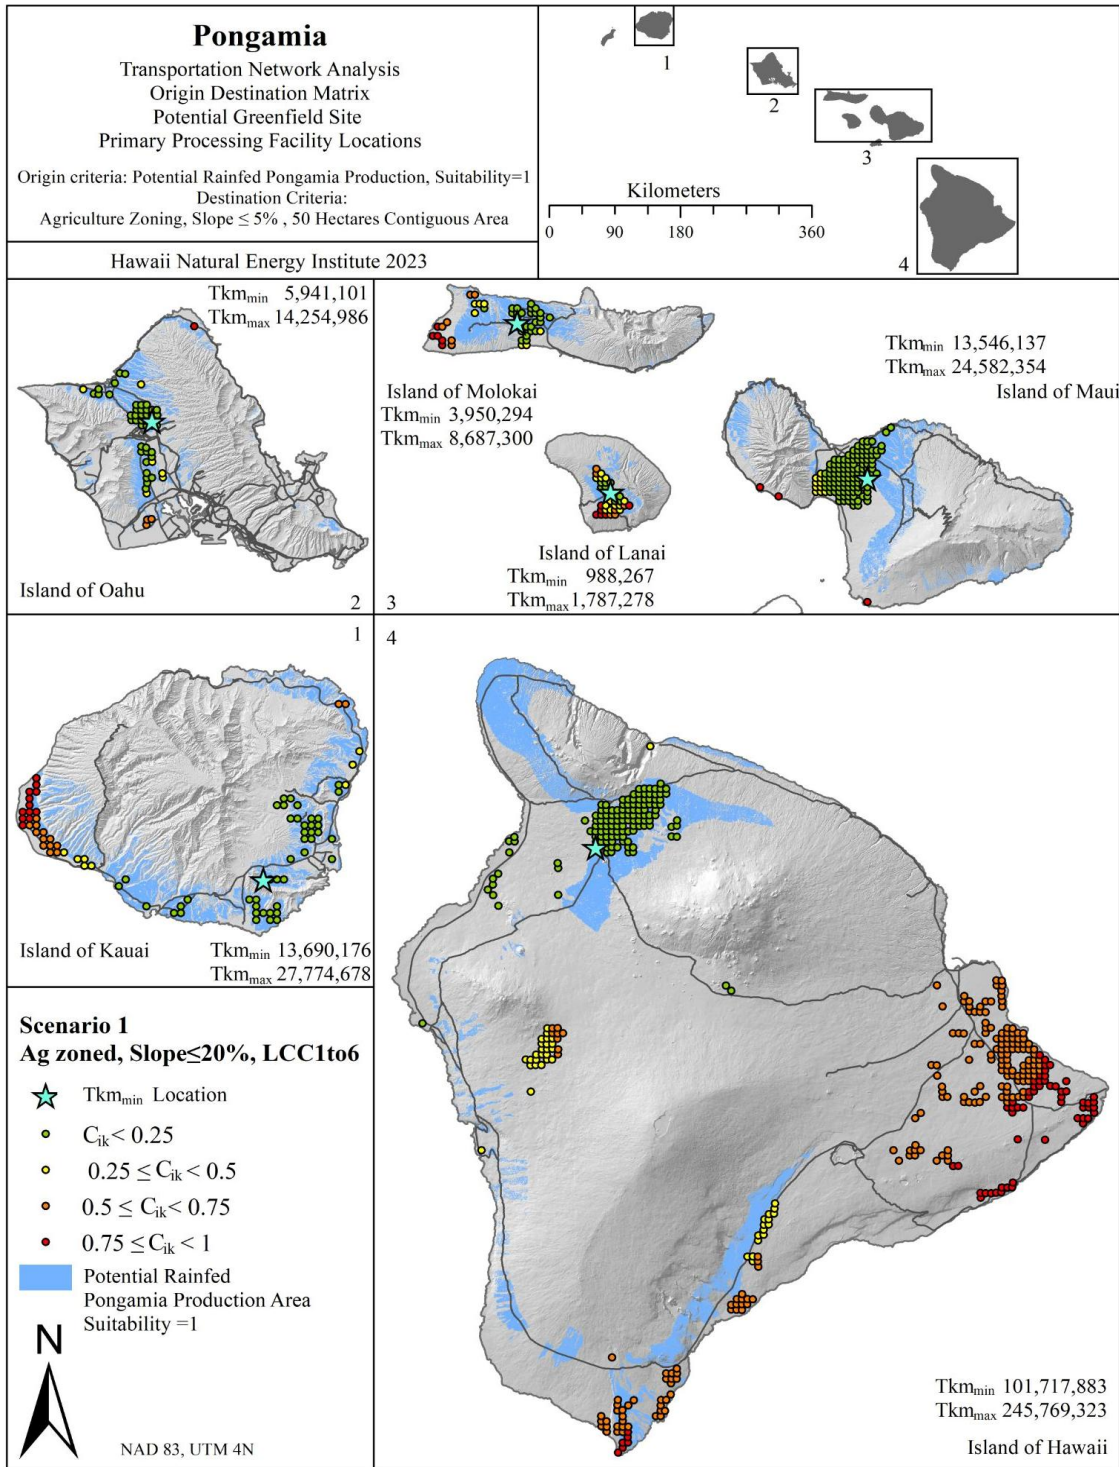 Pongamia
Transportation Network Analysis
Origin Destination Matrix
Potential Greenfield Site
Primary Processing Facility Locations
Origin criteria: Potential Rainfed Pongamia Production, Suitability=1
Destination Criteria:
Agriculture Zoning, Slope ≤ 5% , 50 Hectares Contiguous Area
Hawaii Natural Energy Institute 2023
1
2
3
4
Kilometers
0 90 180 360
Tkmmin 5,941,101
Tkmmax 14,254,986
Island of Oahu
2
Island of Molokai
Tkmmin 3,950,294
Tkmmax 8,687,300
Tkmmin 13,546,137
Tkmmax 24,582,354
Island of Maui
Island of Lanai
Tkmmin 988,267
Tkmmax 1,787,278
3
1
Island of Kauai
Tkmmin 13,690,176
Tkmmax 27,774,678
4
Tkmmin 101,717,883
Tkmmax 245,769,323
Island of Hawaii
Scenario 1
Ag zoned, Slope≤20%, LCC1to6
Tkmmin Location
Cik < 0.25
0.25 ≤ Cik < 0.5
0.5 ≤ Cik < 0.75
0.75 ≤ Cik < 1
Potential Rainfed
Pongamia Production Area
Suitability =1
N
NAD 83, UTM 4N